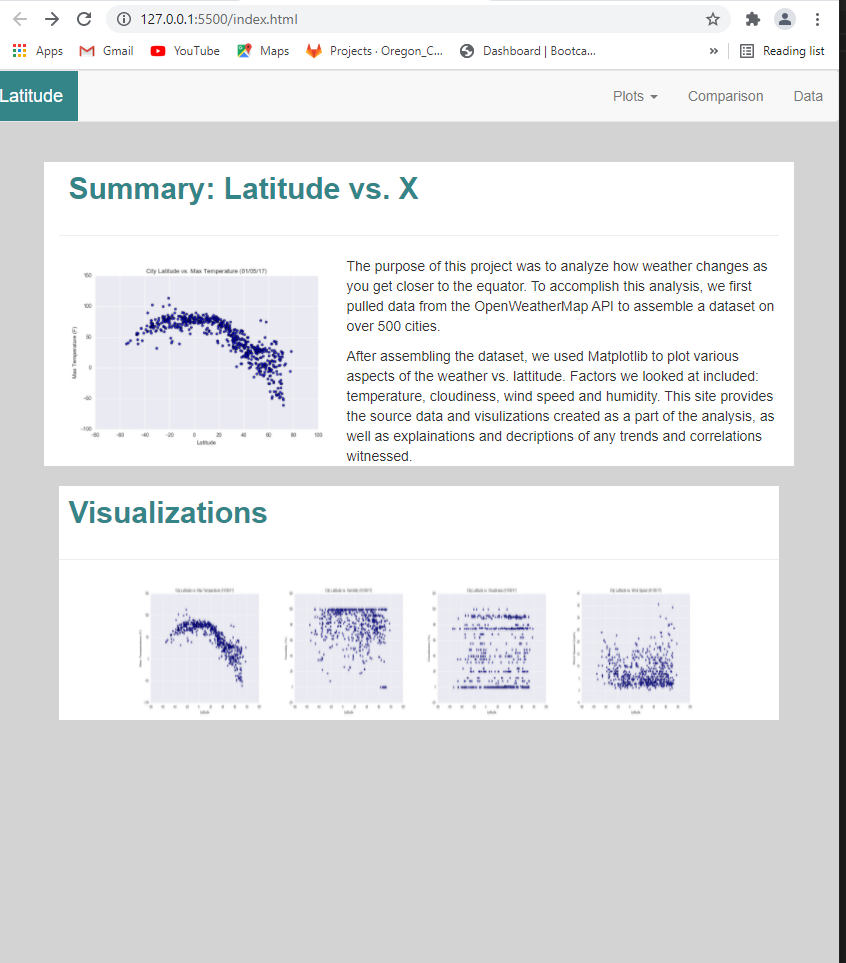 127.0.0.1:5500/index.html
Apps Gmail YouTube Maps Projects · Oregon_C... Dashboard | Bootca... » Reading list
Latitude Plots Comparison Data
Summary: Latitude vs. X
City Latitude vs. Max Temperature (01/05/17)
Max Temperature (F)
150
100
50
0
-50
-100
-80 -60 -40 -20 0 20 40 60 80 100
Latitude
The purpose of this project was to analyze how weather changes as
you get closer to the equator. To accomplish this analysis, we first
pulled data from the OpenWeatherMap API to assemble a dataset on
over 500 cities.
After assembling the dataset, we used Matplotlib to plot various
aspects of the weather vs. lattitude. Factors we looked at included:
temperature, cloudiness, wind speed and humidity. This site provides
the source data and visulizations created as a part of the analysis, as
well as explainations and decriptions of any trends and correlations
witnessed.
Visualizations